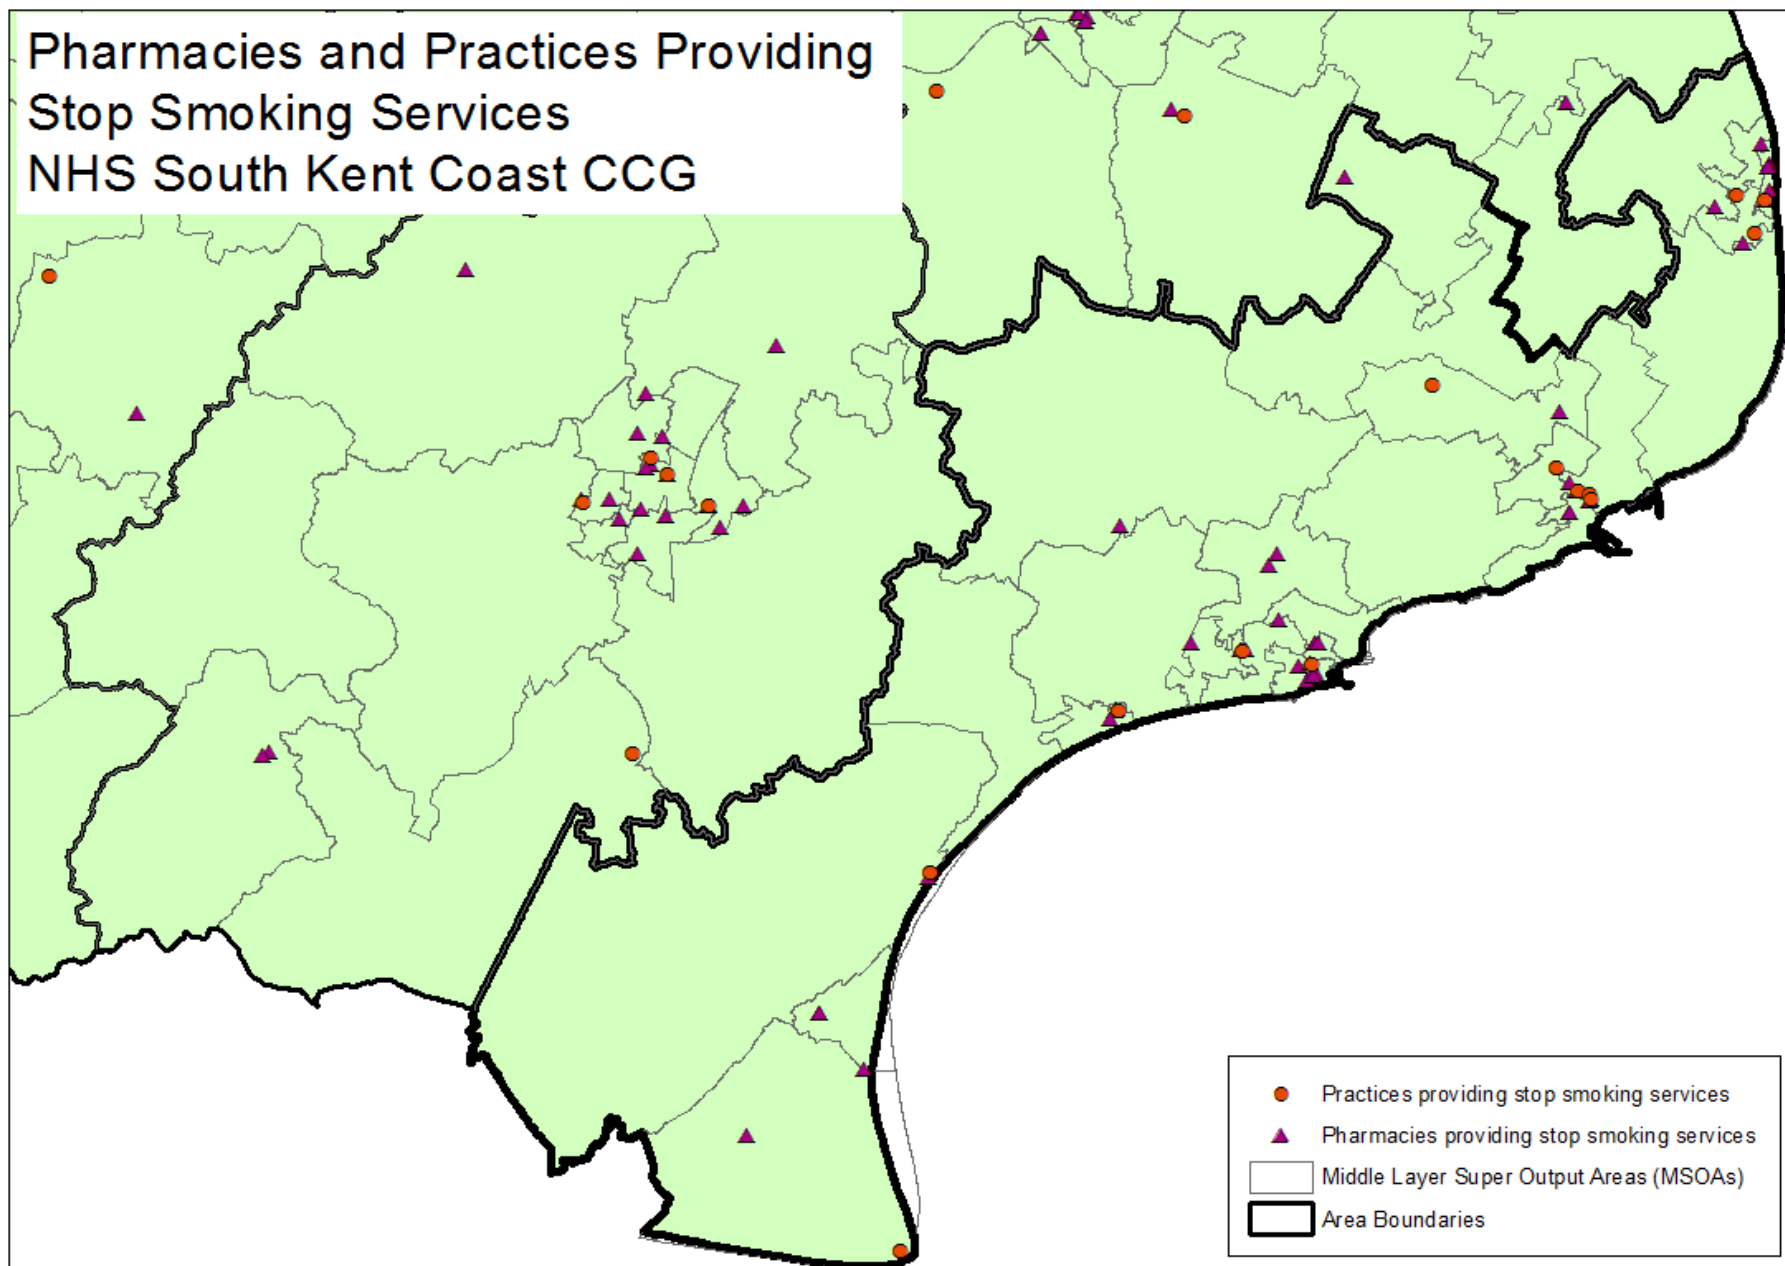 Pharmacies and Practices Providing
Stop Smoking Services
NHS South Kent Coast CCG
Practices providing stop smoking services
Pharmacies providing stop smoking services
Middle Layer Super Output Areas (MSOAs)
Area Boundaries